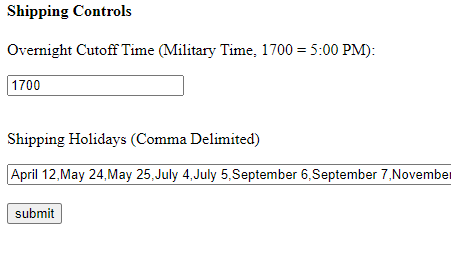 Shipping Controls
Overnight Cutoff Time (Military Time, 1700 = 5:00 PM):
1700
Shipping Holidays (Comma Delimited)
April 12,May 24,May 25,July 4,July 5,September 6,September 7,November
submit